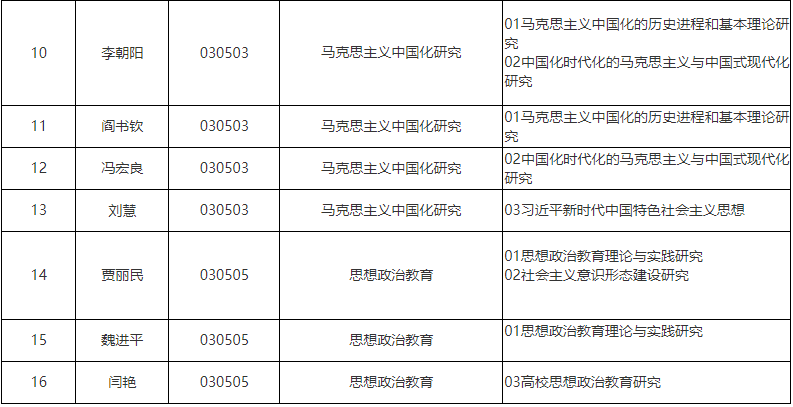 10 李朝阳 030503 马克思主义中国化研究 01马克思主义中国化的历史进程和基本理论研
究
02中国化时代化的马克思主义与中国式现代化
研究
11 阎书钦 030503 马克思主义中国化研究 01马克思主义中国化的历史进程和基本理论研
究
12 冯宏良 030503 马克思主义中国化研究 02中国化时代化的马克思主义与中国式现代化
研究
13 刘慧 030503 马克思主义中国化研究 03习近平新时代中国特色社会主义思想
14 贾丽民 030505 思想政治教育 01思想政治教育理论与实践研究
02社会主义意识形态建设研究
15 魏进平 030505 思想政治教育 01思想政治教育理论与实践研究
16 闫艳 030505 思想政治教育 03高校思想政治教育研究